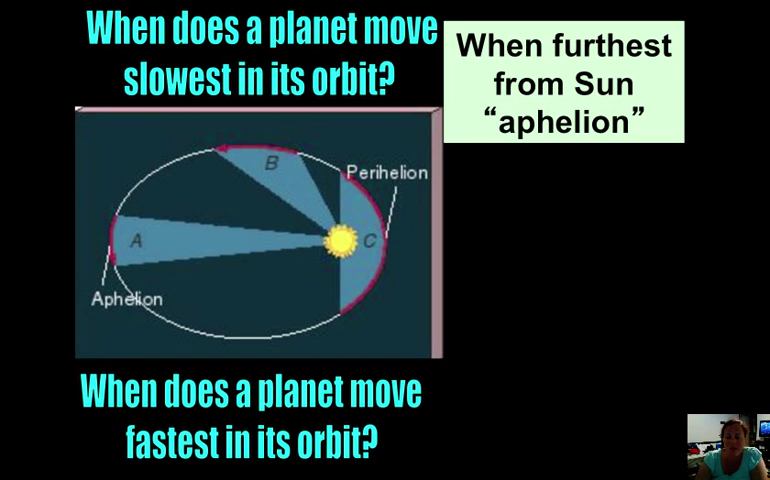 When does a planet move
slowest in its orbit?
When furthest
from Sun
“aphelion”
B
Perihelion
A
C
Aphelion
When does a planet move
fastest in its orbit?